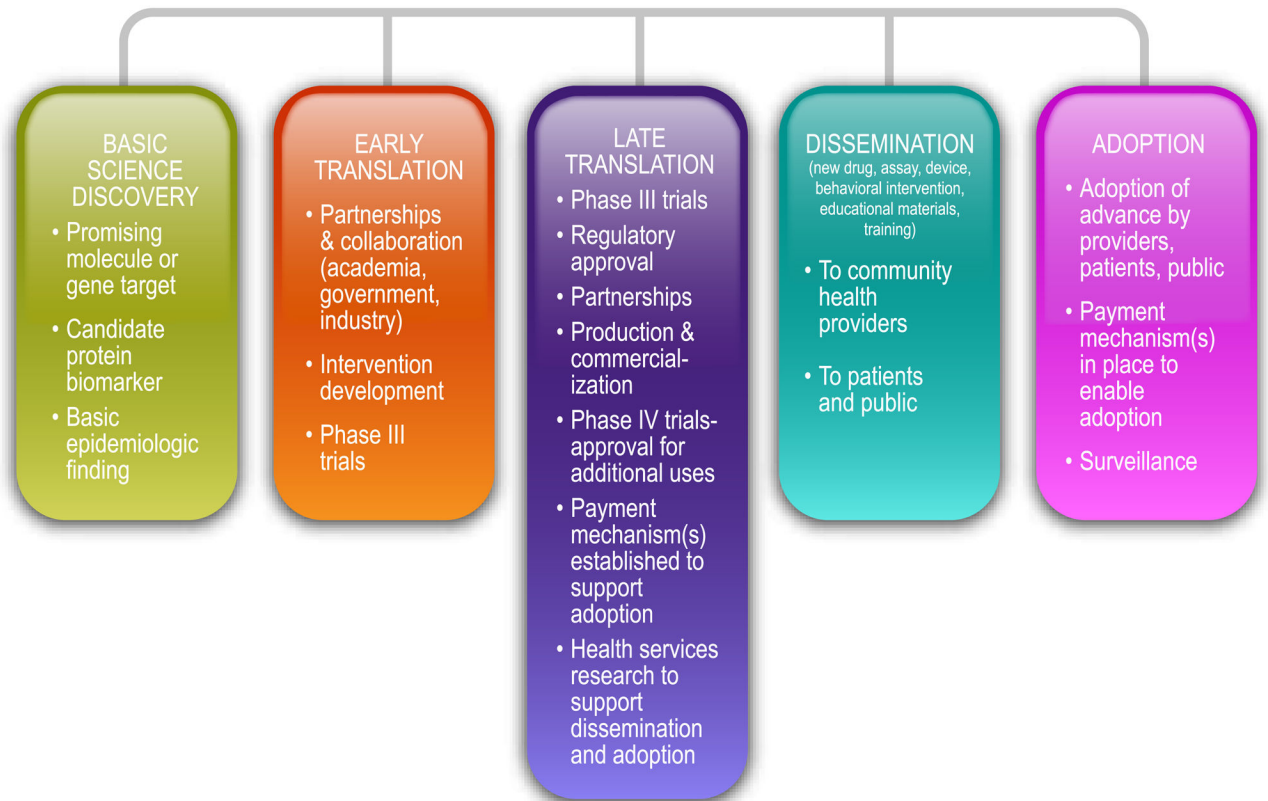 BASIC
SCIENCE
DISCOVERY
• Promising
molecule or
gene target
• Candidate
protein
biomarker
• Basic
epidemiologic
finding
EARLY
TRANSLATION
• Partnerships
& collaboration
(academia,
government,
industry)
• Intervention
development
• Phase III
trials
LATE
TRANSLATION
• Phase III trials
• Regulatory
approval
• Partnerships
• Production &
commercial-
ization
• Phase IV trials-
approval for
additional uses
• Payment
mechanism(s)
established to
support
adoption
• Health services
research to
support
dissemination
and adoption
DISSEMINATION
(new drug, assay, device,
behavioral intervention,
educational materials,
training)
• To community
health
providers
• To patients
and public
ADOPTION
• Adoption of
advance by
providers,
patients, public
• Payment
mechanism(s)
in place to
enable
adoption
• Surveillance